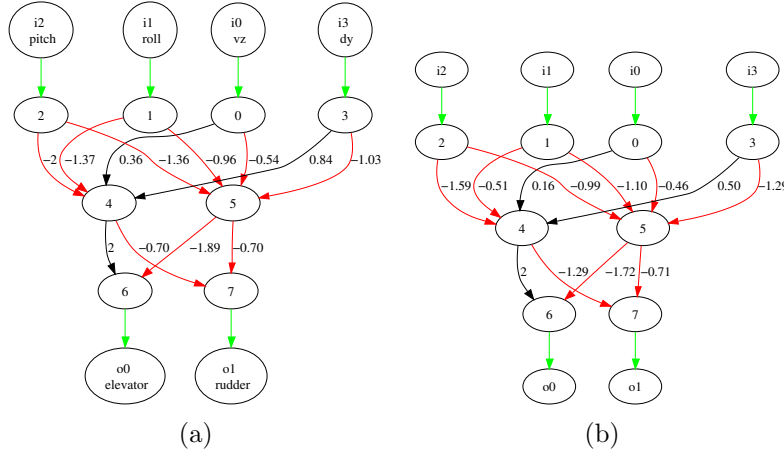 i2 pitch
i1 roll
i0 vz
i3 dy
2
1
0
3
−2
−1.37
0.36
−1.36
−0.96
−0.54
0.84
−1.03
4
5
2
−0.70
−1.89
−0.70
6
7
o0 elevator
o1 rudder
(a)
i2
i1
i0
i3
2
1
0
3
−1.59
−0.51
0.16
−0.99
−1.10
−0.46
0.50
−1.29
4
5
2
−1.29
−1.72
−0.71
6
7
o0
o1
(b)